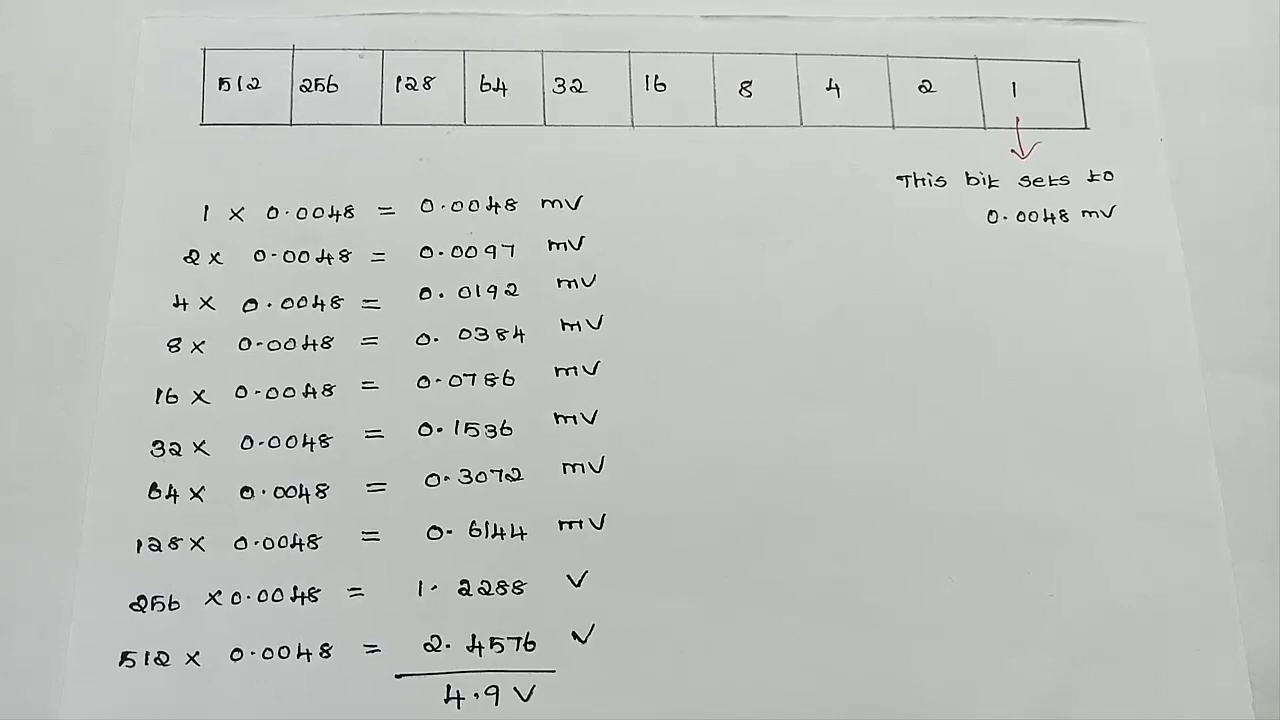 512 256 128 64 32 16 8 4 2 1
This bit sets to
0.0048 mV
1 × 0.0048 = 0.0048 mV
2 × 0.0048 = 0.0097 mV
4 × 0.0048 = 0.0192 mV
8 × 0.0048 = 0.0384 mV
16 × 0.0048 = 0.0786 mV
32 × 0.0048 = 0.1536 mV
64 × 0.0048 = 0.3072 mV
128 × 0.0048 = 0.6144 mV
256 × 0.0048 = 1.2288 V
512 × 0.0048 = 2.4576 V
4.9 V